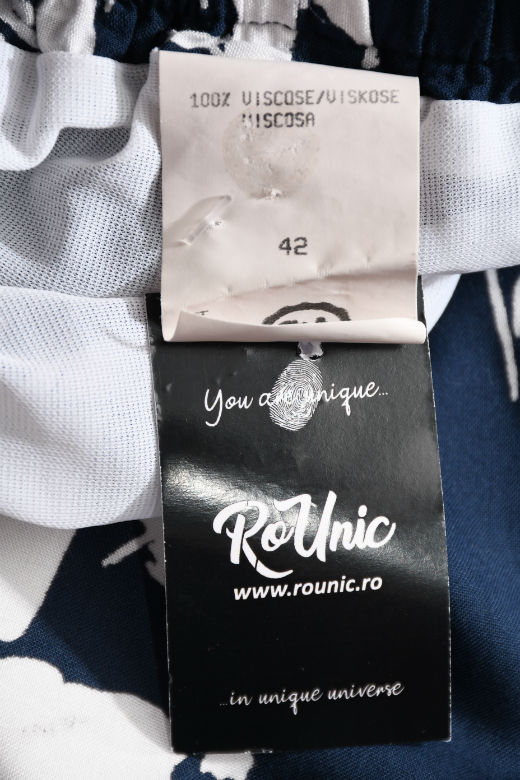 100% VISCOSE/VISKOSE
VISCOSA
42
You are unique...
RoUnic
www.rounic.ro
...in unique universe